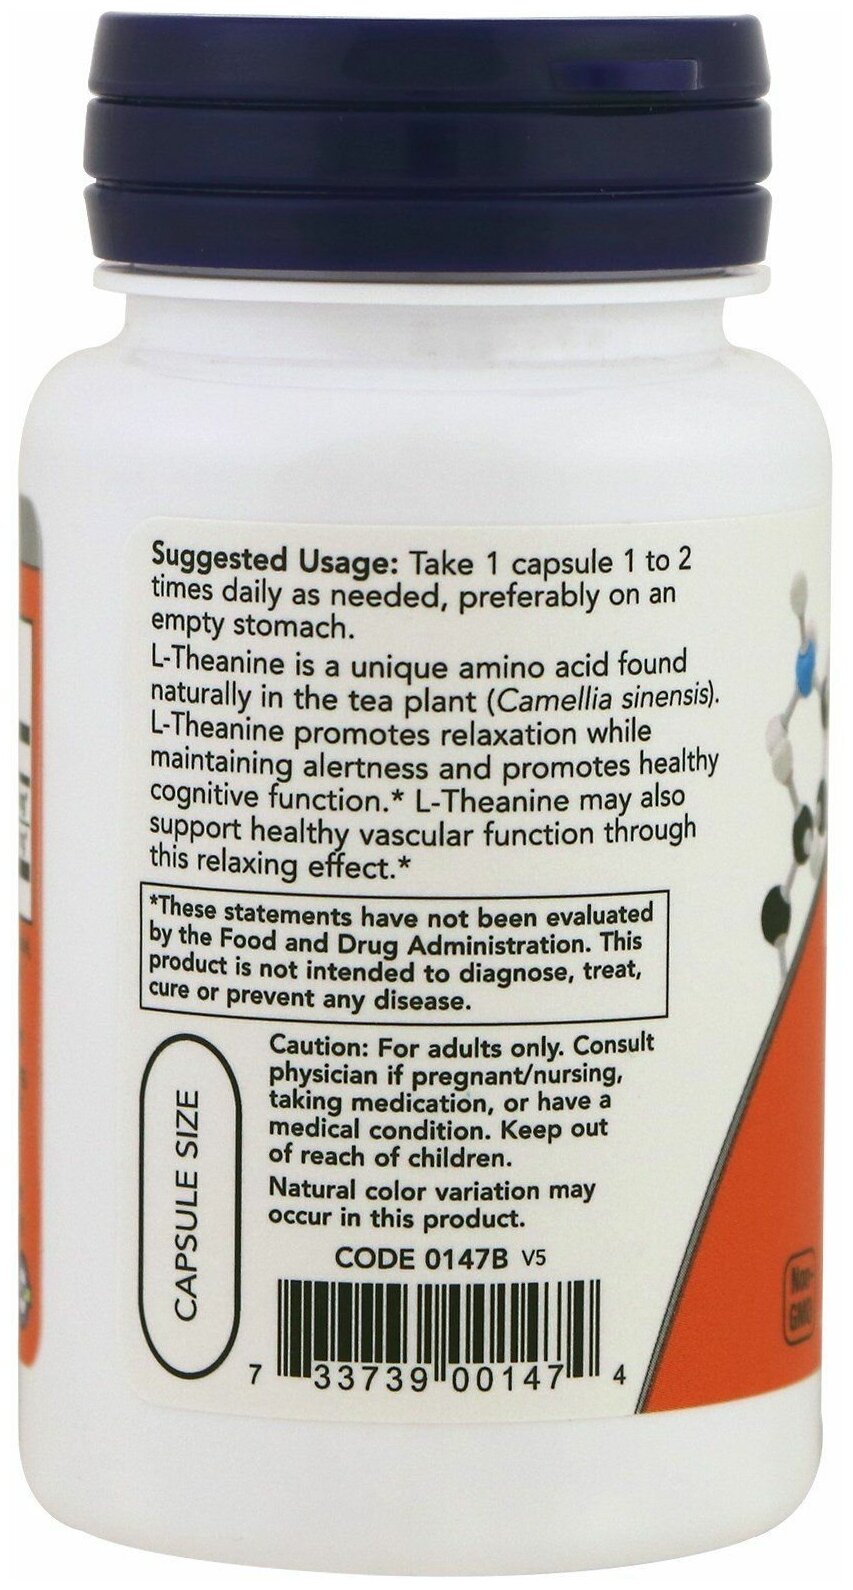 Suggested Usage: Take 1 capsule 1 to 2
times daily as needed, preferably on an
empty stomach.
L-Theanine is a unique amino acid found
naturally in the tea plant (Camellia sinensis).
L-Theanine promotes relaxation while
maintaining alertness and promotes healthy
cognitive function.* L-Theanine may also
support healthy vascular function through
this relaxing effect.*
*These statements have not been evaluated
by the Food and Drug Administration. This
product is not intended to diagnose, treat,
cure or prevent any disease.
CAPSULE SIZE
Caution: For adults only. Consult
physician if pregnant/nursing,
taking medication, or have a
medical condition. Keep out
of reach of children.
Natural color variation may
occur in this product.
CODE 0147B V5
7 33739 00147 4
Non-
GMO